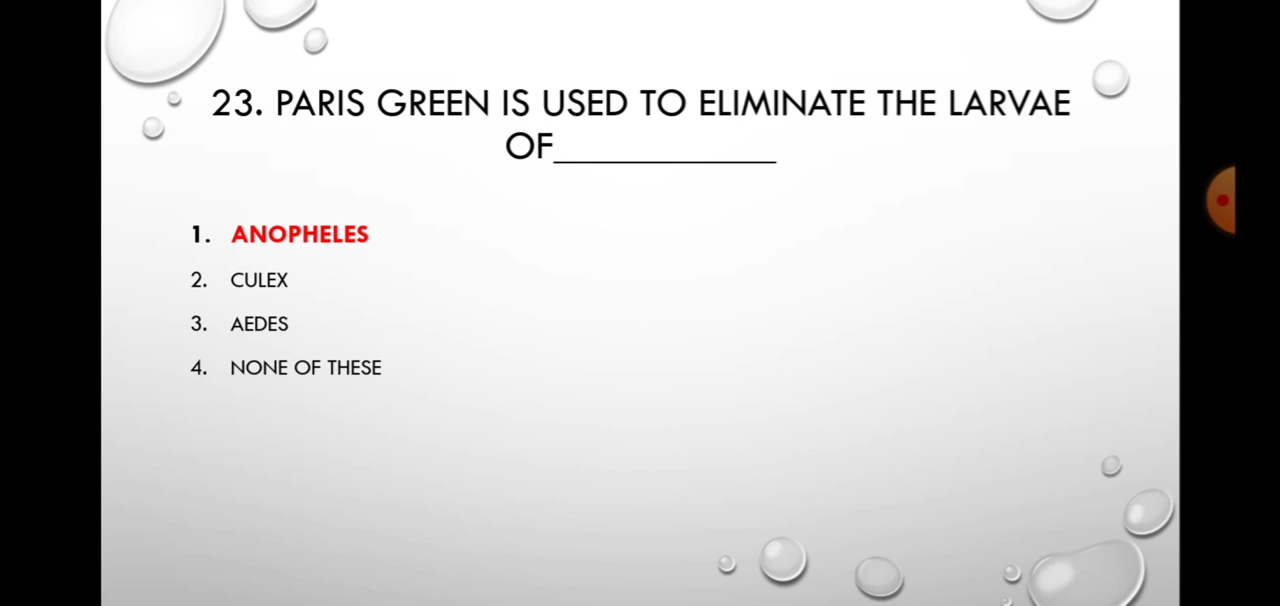 23. PARIS GREEN IS USED TO ELIMINATE THE LARVAE
OF_____________
1. ANOPHELES
2. CULEX
3. AEDES
4. NONE OF THESE